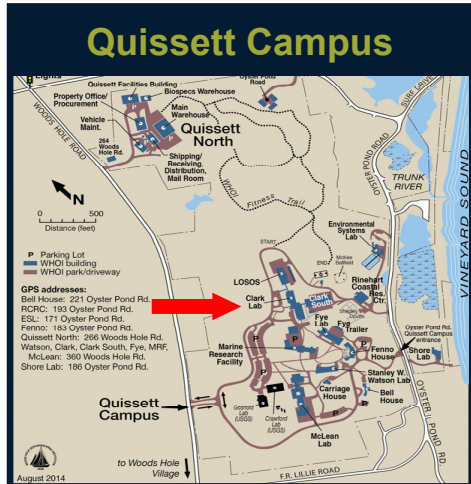 Quissett Campus
Lights
Quissett Facilities Building
Oyster Pond
Road
Property Office/
Procurement
Biospecs Warehouse
Main
Warehouse
SURF DRIVE
Vehicle
Maint.
Quissett
North
WOODS HOLE ROAD
264
Woods
Hole Rd.
Shipping/
Receiving,
Distribution,
Mail Room
OYSTER POND ROAD
TRUNK
RIVER
WHOI
Fitness
Trail
N
0 500
Distance (feet)
Environmental
Systems
Lab
VINEYARD SOUND
START
McKee
Ballfield
END
P Parking Lot
WHOI building
WHOI park/driveway
LOSOS
Rinehart
Coastal
Res.
Ctr.
GPS addresses:
Bell House: 221 Oyster Pond Rd.
RCRC: 193 Oyster Pond Rd.
ESL: 171 Oyster Pond Rd.
Fenno: 183 Oyster Pond Rd.
Quissett North: 266 Woods Hole Rd.
Watson, Clark, Clark South, Fye, MRF,
McLean: 360 Woods Hole Rd.
Shore Lab: 186 Oyster Pond Rd.
Clark
Lab
Clark
South
Fye
Lab
Fye
Trailer
Oyster Pond Rd.
Quissett Campus
entrance
Marine
Research
Facility
P
P
P
P
P
P
Fenno
House
Shore
Lab
Stanley W.
Watson Lab
Carriage
House
Bell
House
Quissett
Campus
Geosola
Lab
(USGS)
Crawford
Lab
(USGS)
McLean
Lab
OYSTER POND RD.
to Woods Hole
Village
F.R. LILLIE ROAD
August 2014